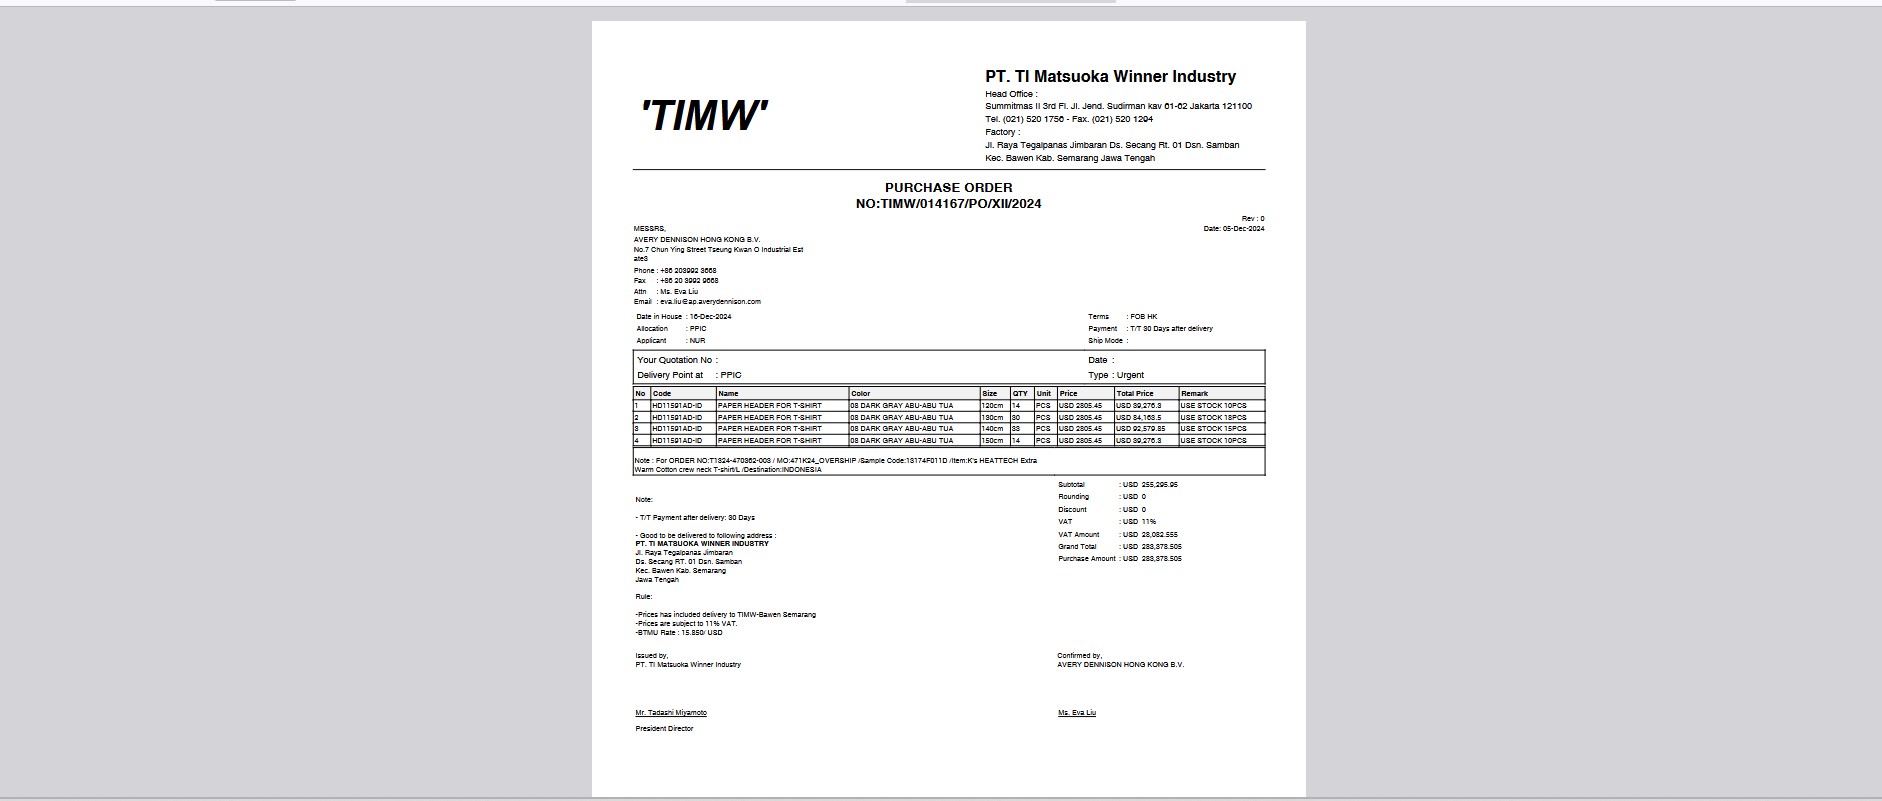 'TIMW'
PT. TI Matsuoka Winner Industry
Head Office :
Summitmas II 3rd Fl. Jl. Jend. Sudirman kav 61-62 Jakarta 121100
Tel. (021) 520 1756 - Fax. (021) 520 1294
Factory :
Jl. Raya Tegalpanas Jimbaran Ds. Secang Rt. 01 Dsn. Samban
Kec. Bawen Kab. Semarang Jawa Tengah
PURCHASE ORDER
NO:TIMW/014167/PO/XII/2024
Rev : 0
Date: 05-Dec-2024
MESSRS,
AVERY DENNISON HONG KONG B.V.
No.7 Chun Ying Street Tseung Kwan O Industrial Est
ate3
Phone : +86 203992 3668
Fax : +86 20 3992 9668
Attn : Ms. Eva Liu
Email : eva.liu@ap.averydennison.com
Date in House : 16-Dec-2024
Allocation : PPIC
Applicant : NUR
Terms : FOB HK
Payment : T/T 30 Days after delivery
Ship Mode :
Your Quotation No :
Date :
Delivery Point at : PPIC
Type : Urgent
No Code Name Color Size QTY Unit Price Total Price Remark
1 HD11591AD-ID PAPER HEADER FOR T-SHIRT 08 DARK GRAY ABU-ABU TUA 120cm 14 PCS USD 2805.45 USD 39,276.3 USE STOCK 10PCS
2 HD11591AD-ID PAPER HEADER FOR T-SHIRT 08 DARK GRAY ABU-ABU TUA 130cm 30 PCS USD 2805.45 USD 84,163.5 USE STOCK 18PCS
3 HD11591AD-ID PAPER HEADER FOR T-SHIRT 08 DARK GRAY ABU-ABU TUA 140cm 33 PCS USD 2805.45 USD 92,579.85 USE STOCK 15PCS
4 HD11591AD-ID PAPER HEADER FOR T-SHIRT 08 DARK GRAY ABU-ABU TUA 150cm 14 PCS USD 2805.45 USD 39,276.3 USE STOCK 10PCS
Note : For ORDER NO:T1324-470362-003 / MO:471K24_OVERSHIP /Sample Code:13174F011D /Item:K's HEATTECH Extra
Warm Cotton crew neck T-shirt/L /Destination:INDONESIA
Subtotal : USD 255,295.95
Rounding : USD 0
Discount : USD 0
VAT : USD 11%
VAT Amount : USD 28,082.555
Grand Total : USD 283,378.505
Purchase Amount : USD 283,378.505
Note:
- T/T Payment after delivery: 30 Days
- Good to be delivered to following address :
PT. TI MATSUOKA WINNER INDUSTRY
Jl. Raya Tegalpanas Jimbaran
Ds. Secang RT. 01 Dsn. Samban
Kec. Bawen Kab. Semarang
Jawa Tengah
Rule:
-Prices has included delivery to TIMW-Bawen Semarang
-Prices are subject to 11% VAT.
-BTMU Rate : 15.850/ USD
Issued by,
PT. TI Matsuoka Winner Industry
Confirmed by,
AVERY DENNISON HONG KONG B.V.
Mr. Tadashi Miyamoto
Ms. Eva Liu
President Director